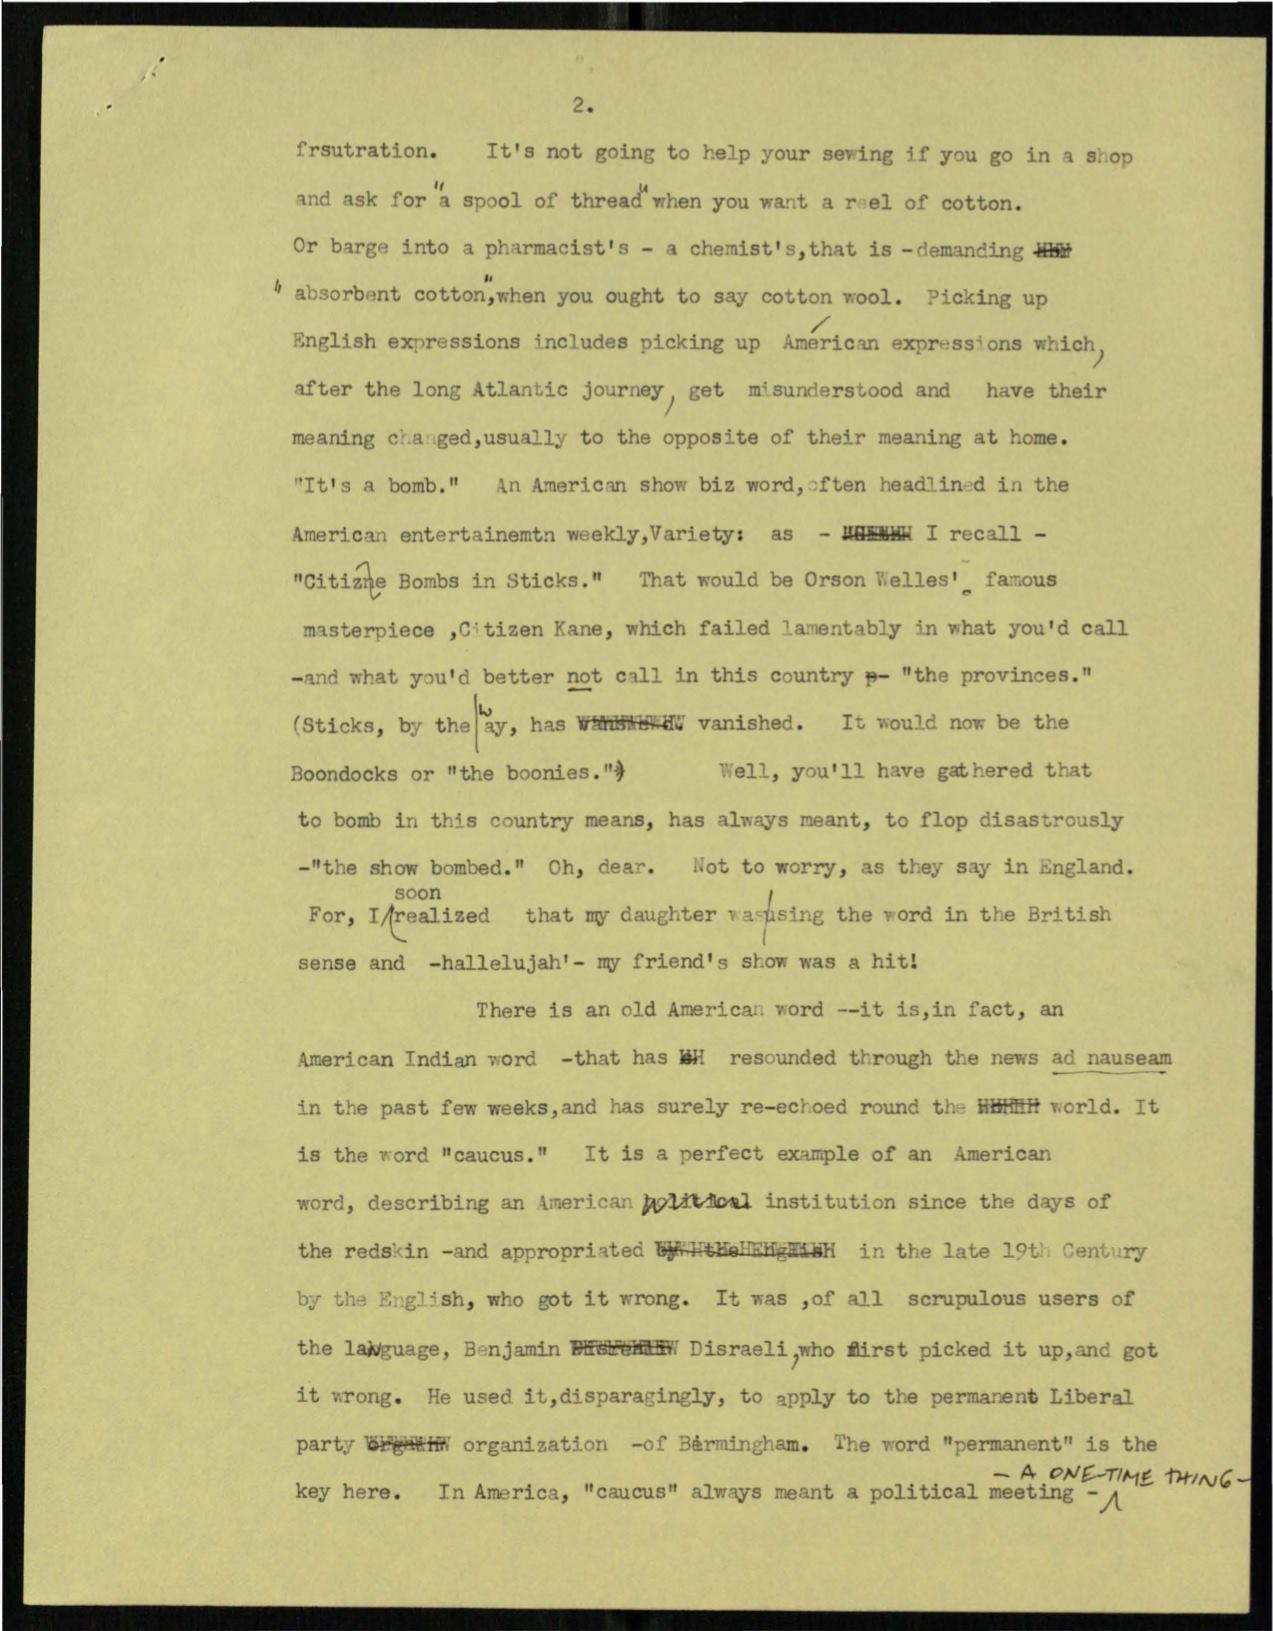 2.
frsutration. It's not going to help your sewing if you go in a shop
and ask for "a spool of thread" when you want a reel of cotton.
Or barge into a pharmacist's - a chemist's,that is -demanding
"absorbent cotton",when you ought to say cotton wool. Picking up
English expressions includes picking up American expressions which,
after the long Atlantic journey, get misunderstood and have their
meaning changed,usually to the opposite of their meaning at home.
"It's a bomb." An American show biz word,often headlined in the
American entertainemtn weekly,Variety: as - I recall -
"Citizne Bombs in Sticks." That would be Orson Welles' famous
masterpiece ,Citizen Kane, which failed lamentably in what you'd call
-and what you'd better not call in this country - "the provinces."
(Sticks, by the way, has vanished. It would now be the
Boondocks or "the boonies.") Well, you'll have gathered that
to bomb in this country means, has always meant, to flop disastrously
-"the show bombed." Oh, dear. Not to worry, as they say in England.
soon
For, I realized that my daughter was using the word in the British
sense and -hallelujah'- my friend's show was a hit!
There is an old American word --it is,in fact, an
American Indian word -that has resounded through the news ad nauseam
in the past few weeks,and has surely re-echoed round the world. It
is the word "caucus." It is a perfect example of an American
word, describing an American political institution since the days of
the redskin -and appropriated in the late 19th Century
by the English, who got it wrong. It was ,of all scrupulous users of
the language, Benjamin Disraeli,who first picked it up,and got
it wrong. He used it,disparagingly, to apply to the permanent Liberal
party organization -of Birmingham. The word "permanent" is the
- A ONE-TIME THING -
key here. In America, "caucus" always meant a political meeting -